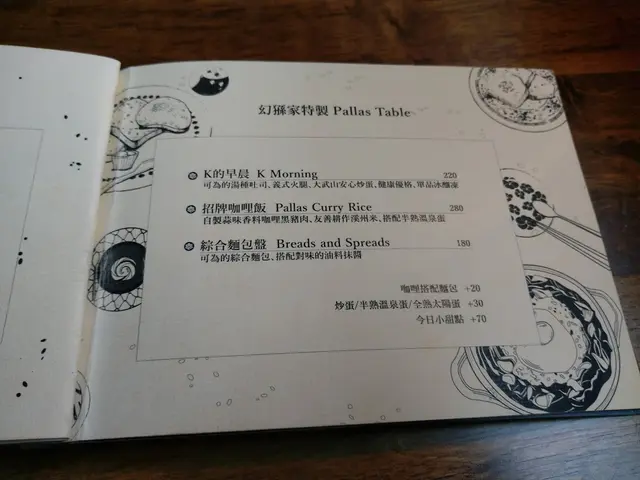 幻猻家特製 Pallas Table
K的早晨 K Morning 220
可為的湯種吐司、義式火腿、大武山安心炒蛋、健康優格、單品冰釀凍
招牌咖哩飯 Pallas Curry Rice 280
自製蒜味香料咖哩黑豬肉、友善耕作溪州米、搭配半熟溫泉蛋
綜合麵包盤 Breads and Spreads 180
可為的綜合麵包、搭配對味的油料抹醬
咖哩搭配麵包 +20
炒蛋/半熟溫泉蛋/全熟太陽蛋 +30
今日小甜點 +70